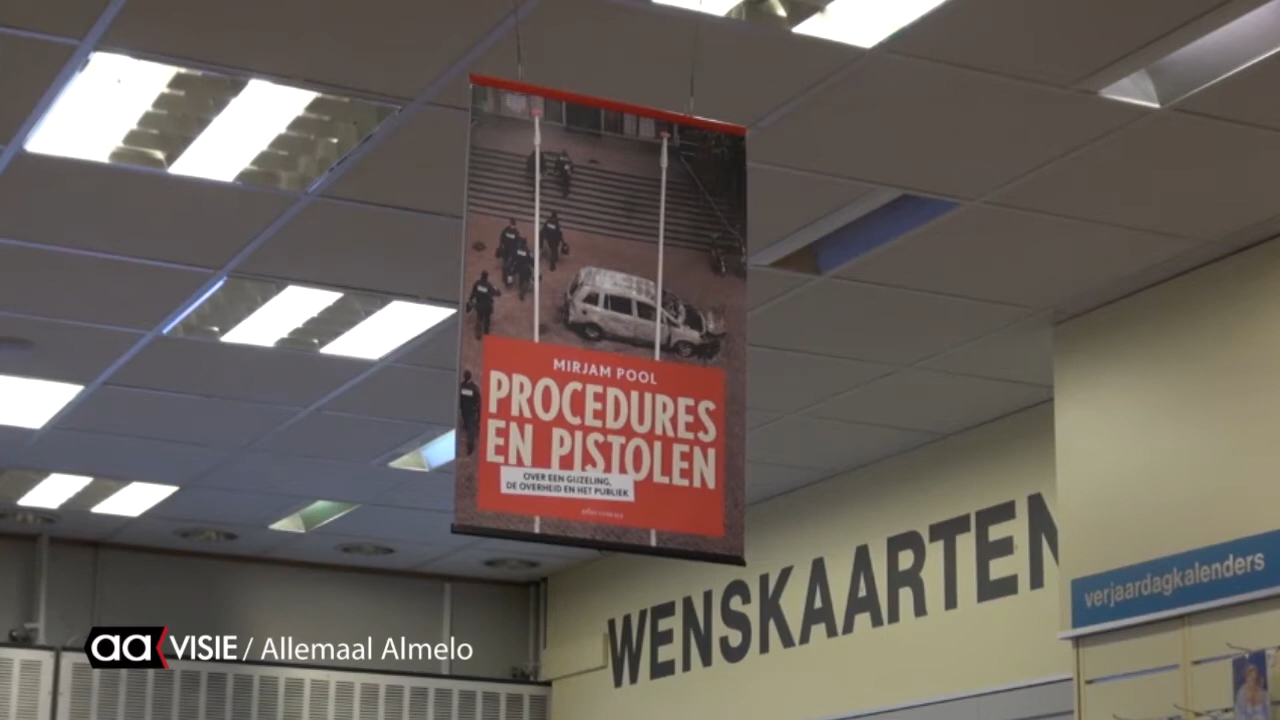 MIRJAM POOL
PROCEDURES
EN PISTOLEN
OVER EEN GIJZELING,
DE OVERHEID EN HET PUBLIEK
WENSKAARTEN
verjaardagkalenders
aa VISIE / Allemaal Almelo